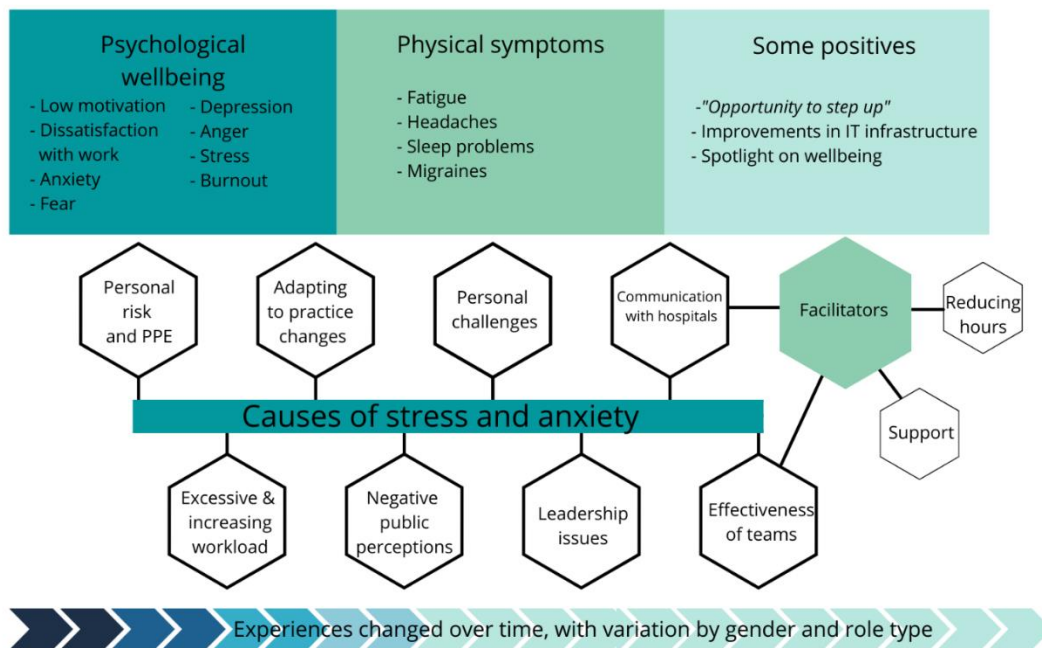 Psychological
wellbeing
- Low motivation
- Dissatisfaction
with work
- Anxiety
- Fear
- Depression
- Anger
- Stress
- Burnout
Physical symptoms
- Fatigue
- Headaches
- Sleep problems
- Migraines
Some positives
-"Opportunity to step up"
- Improvements in IT infrastructure
- Spotlight on wellbeing
Personal
risk
and PPE
Adapting
to practice
changes
Personal
challenges
Communication
with hospitals
Facilitators
Reducing
hours
Support
Causes of stress and anxiety
Excessive &
increasing
workload
Negative
public
perceptions
Leadership
issues
Effectiveness
of teams
Experiences changed over time, with variation by gender and role type